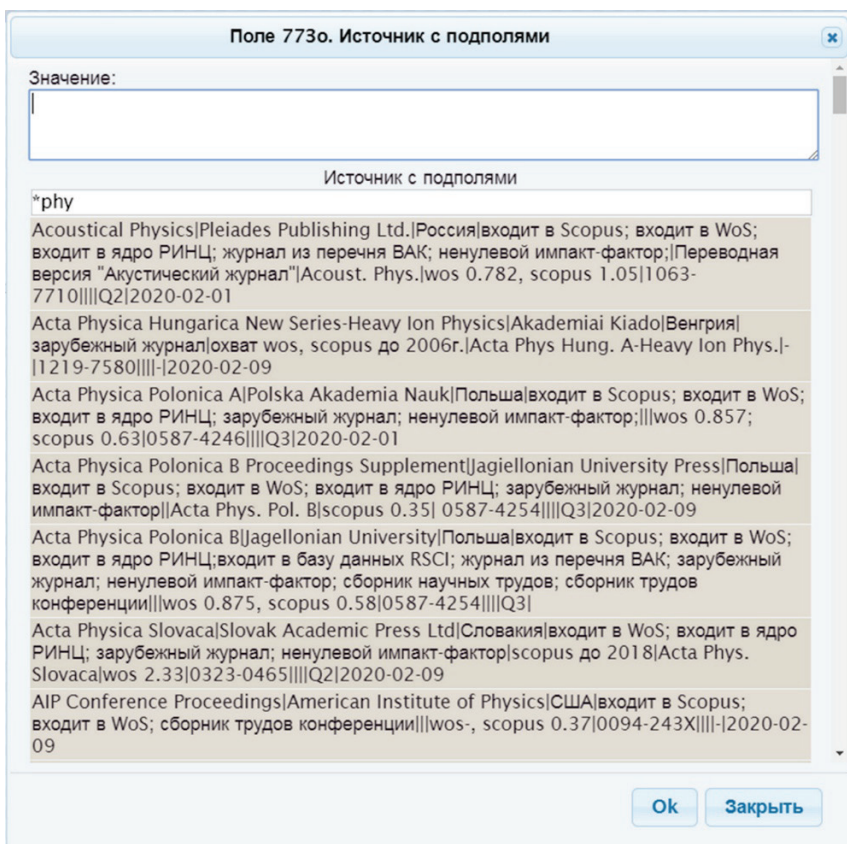 Поле 773о. Источник с подполями
Значение:
Источник с подполями
*phy
Acoustical Physics|Pleiades Publishing Ltd.|Россия|входит в Scopus; входит в WoS;
входит в ядро РИНЦ; журнал из перечня ВАК; ненулевой импакт-фактор;|Переводная
версия "Акустический журнал"|Acoust. Phys.|wos 0.782, scopus 1.05|1063-
7710||||Q2|2020-02-01
Acta Physica Hungarica New Series-Heavy Ion Physics|Akademiai Kiado|Венгрия|
зарубежный журнал|охват wos, scopus до 2006г.|Acta Phys Hung. A-Heavy Ion Phys.|-
|1219-7580||||-|2020-02-09
Acta Physica Polonica A|Polska Akademia Nauk|Польша|входит в Scopus; входит в WoS;
входит в ядро РИНЦ; зарубежный журнал; ненулевой импакт-фактор;|||wos 0.857;
scopus 0.63|0587-4246||||Q3|2020-02-01
Acta Physica Polonica B Proceedings Supplement|Jagiellonian University Press|Польша|
входит в Scopus; входит в WoS; входит в ядро РИНЦ; зарубежный журнал; ненулевой
импакт-фактор||Acta Phys. Pol. B|scopus 0.35| 0587-4254||||Q3|2020-02-09
Acta Physica Polonica B|Jagellonian University|Польша|входит в Scopus; входит в WoS;
входит в ядро РИНЦ;входит в базу данных RSCI; журнал из перечня ВАК; зарубежный
журнал; ненулевой импакт-фактор; сборник научных трудов; сборник трудов
конференции|||wos 0.875, scopus 0.58|0587-4254||||Q3|
Acta Physica Slovaca|Slovak Academic Press Ltd|Словакия|входит в WoS; входит в ядро
РИНЦ; зарубежный журнал; ненулевой импакт-фактор|scopus до 2018|Acta Phys.
Slovaca|wos 2.33|0323-0465||||Q2|2020-02-09
AIP Conference Proceedings|American Institute of Physics|США|входит в Scopus;
входит в WoS; сборник трудов конференции|||wos-, scopus 0.37|0094-243X||||-|2020-02-
09
Ok Закрыть